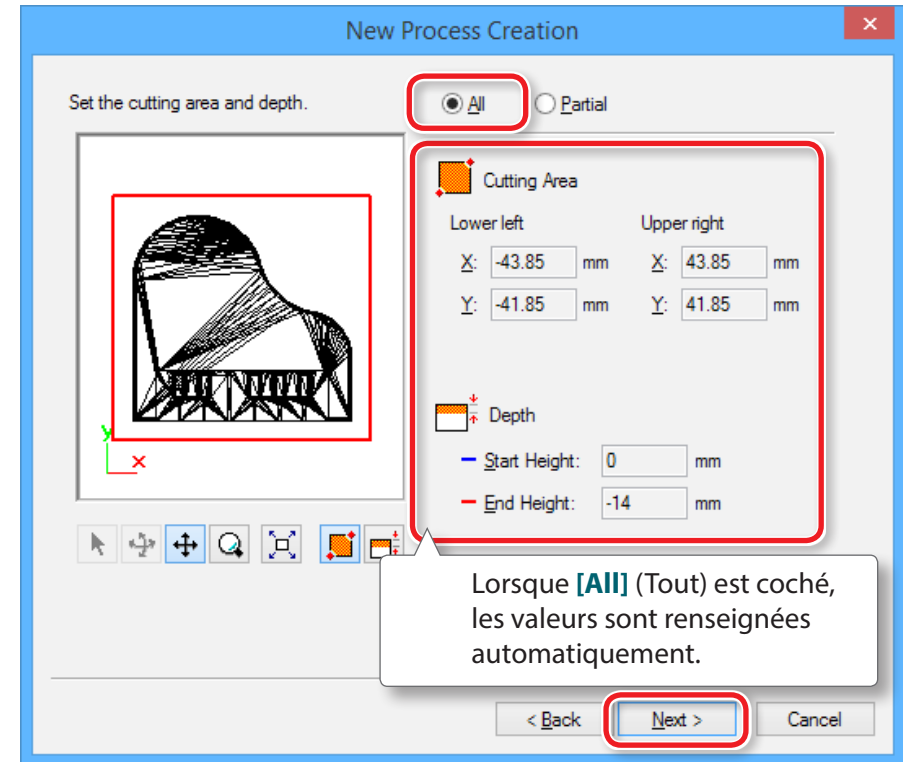 New Process Creation
Set the cutting area and depth.
All Partial
Cutting Area
Lower left Upper right
X: -43.85 mm X: 43.85 mm
Y: -41.85 mm Y: 41.85 mm
Depth
Start Height: 0 mm
End Height: -14 mm
y
x
Lorsque [All] (Tout) est coché,
les valeurs sont renseignées
automatiquement.
< Back Next > Cancel